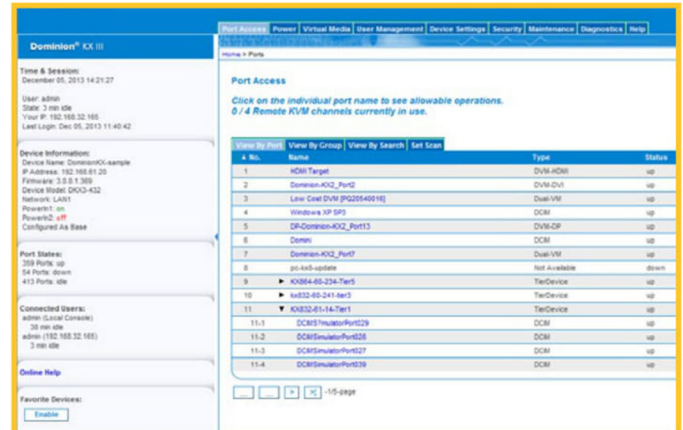 Port Access Power Virtual Media User Management Device Settings Security Maintenance Diagnostics Help
Dominion® KX III
Home > Ports
Time & Session:
December 05, 2013 14:21:27
User: admin
State: 3 min idle
Your IP: 192.168.32.165
Last Login: Dec 05, 2013 11:40:42
Device Information:
Device Name: DominionKX-sample
IP Address: 192.168.61.20
Firmware: 3.0.0.1.369
Device Model: DKX3-432
Network: LAN1
PowerIn1: on
PowerIn2: off
Configured As Base
Port States:
359 Ports: up
54 Ports: down
413 Ports: idle
Connected Users:
admin (Local Console)
38 min idle
admin (192.168.32.165)
3 min idle
Online Help
Favorite Devices:
Enable
Port Access
Click on the individual port name to see allowable operations.
0 / 4 Remote KVM channels currently in use.
View By Port View By Group View By Search Set Scan
▲ No. Name Type Status
1 HDMI Target DVM-HDMI up
2 Dominion-KX2_Port2 DVM-DVI up
3 Low Cost DVM [PQ20540016] Dual-VM up
4 Windows XP SP3 DCIM up
5 DP-Dominion-KX2_Port13 DVM-DP up
6 Domini DCIM up
7 Dominion-KX2_Port7 Dual-VM up
8 pc-kx8-update Not Available down
9 ► KX864-60-234-Tier5 TierDevice up
10 ► kx832-60-241-tier3 TierDevice up
11 ▼ KX832-61-14-Tier1 TierDevice up
11-1 DCIMS?mulatorPort029 DCIM up
11-2 DCIMSimulatorPort028 DCIM up
11-3 DCIMSimulatorPort027 DCIM up
11-4 DCIMSimulatorPort039 DCIM up
... ... > >| -1/5-page